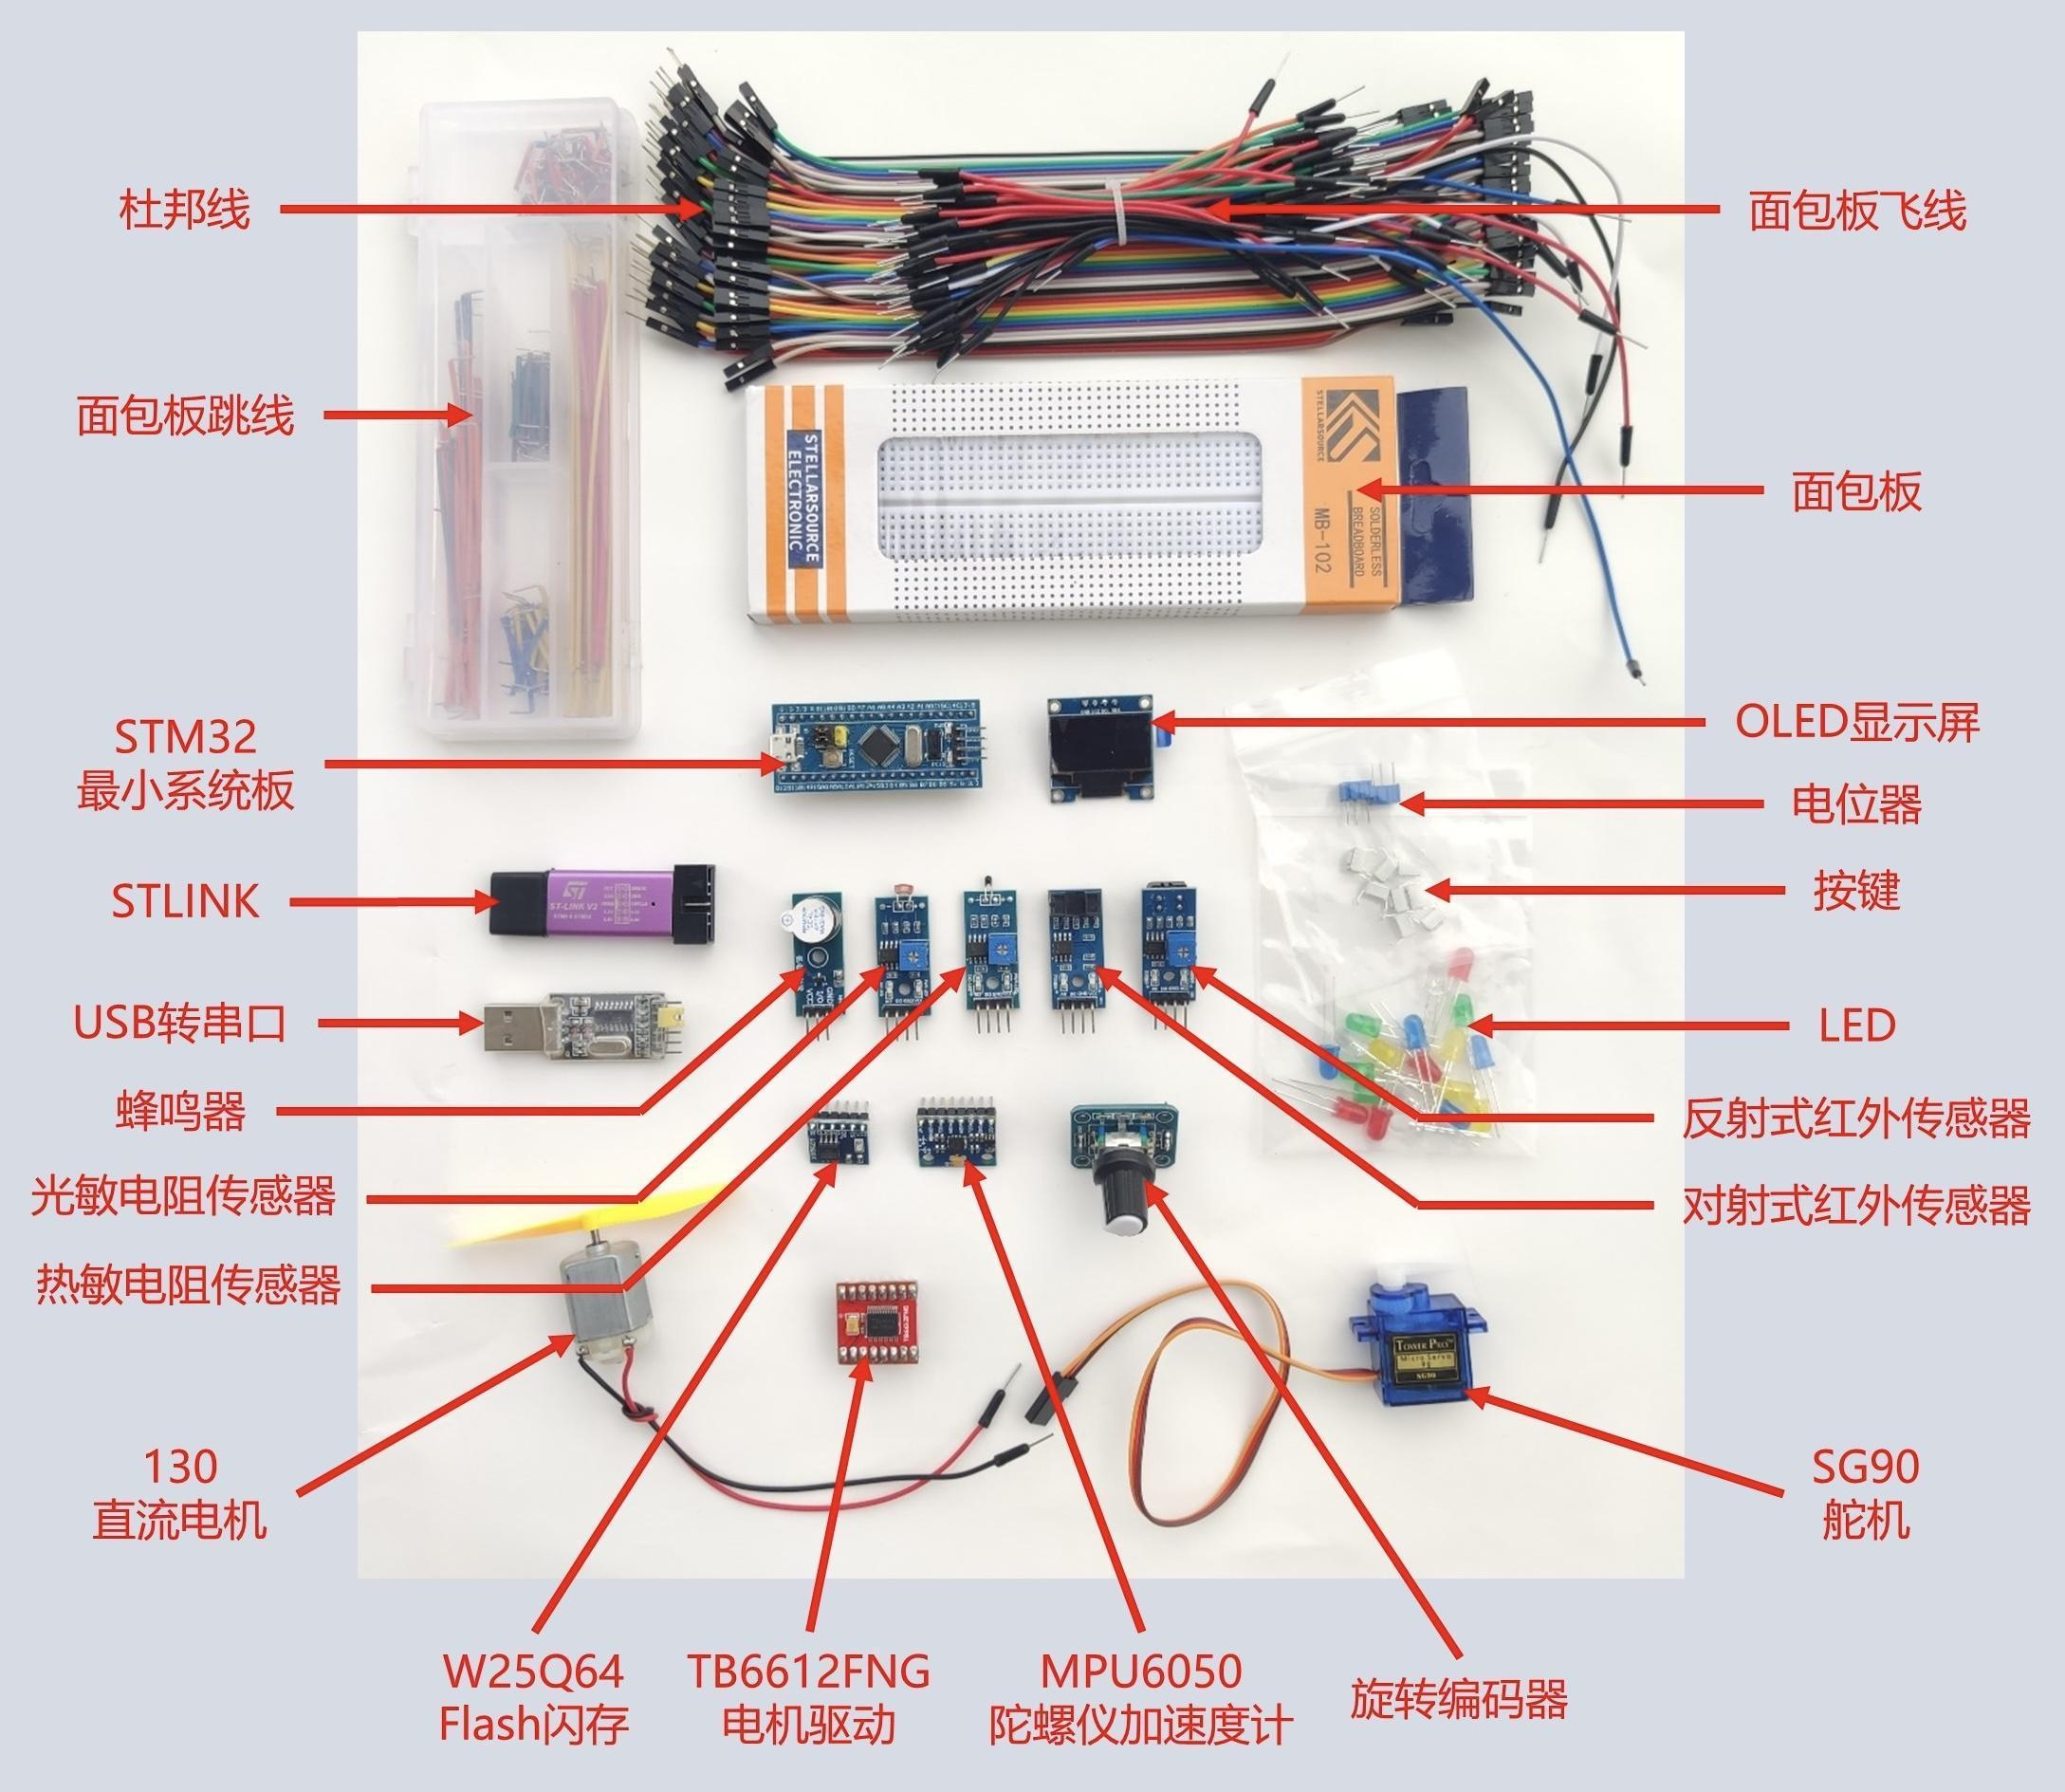 杜邦线
面包板飞线
面包板跳线
面包板
STELLARSOURCE
ELECTRONIC
STELLARSOURCE
SOLDERLESS
BREADBOARD
MB-102
STM32
最小系统板
OLED显示屏
电位器
STLINK
ST-LINK V2
按键
USB转串口
LED
蜂鸣器
VCC
I/O
GND
反射式红外传感器
光敏电阻传感器
对射式红外传感器
热敏电阻传感器
Tower Pro™
Micro Servo
SG90
130
直流电机
SG90
舵机
W25Q64
Flash闪存
TB6612FNG
电机驱动
MPU6050
陀螺仪加速度计
旋转编码器